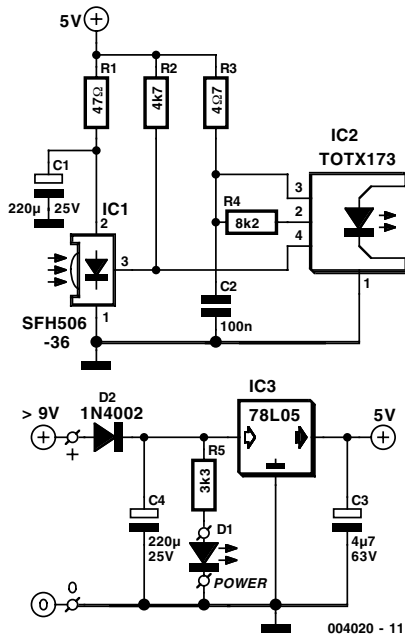 5V
R1
R2
R3
47Ω
4k7
4Ω7
IC2
TOTX173
C1
220µ
25V
IC1
2
3
R4
8k2
3
2
4
1
1
SFH506
-36
C2
100n
IC3
> 9V
D2
1N4002
78L05
5V
+
R5
3k3
C4
220µ
25V
D1
POWER
C3
4µ7
63V
0
0
004020 - 11